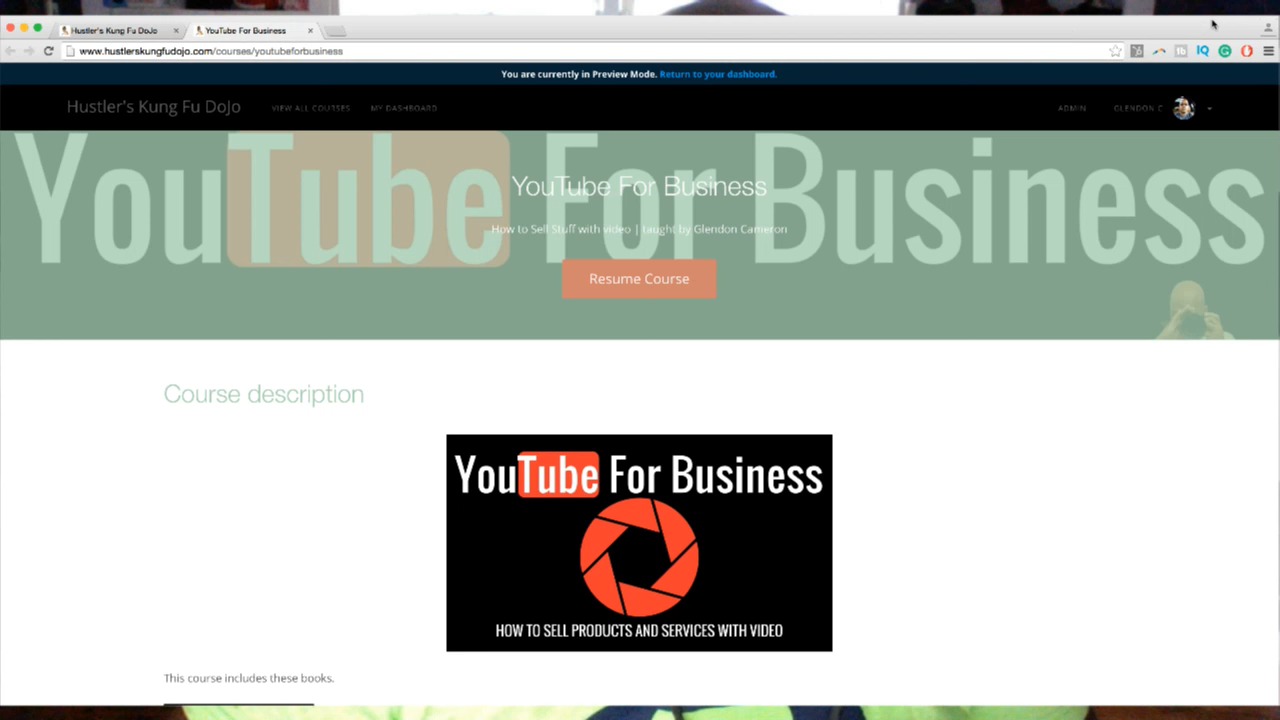 Hustler's Kung Fu DoJo
YouTube For Business
www.hustlerskungfudojo.com/courses/youtubeforbusiness
You are currently in Preview Mode. Return to your dashboard.
Hustler's Kung Fu DoJo
VIEW ALL COURSES
MY DASHBOARD
ADMIN
GLENDON C
YouTube For Business
YouTube For Business
How to Sell Stuff with video | taught by Glendon Cameron
Resume Course
Course description
YouTube For Business
HOW TO SELL PRODUCTS AND SERVICES WITH VIDEO
This course includes these books.